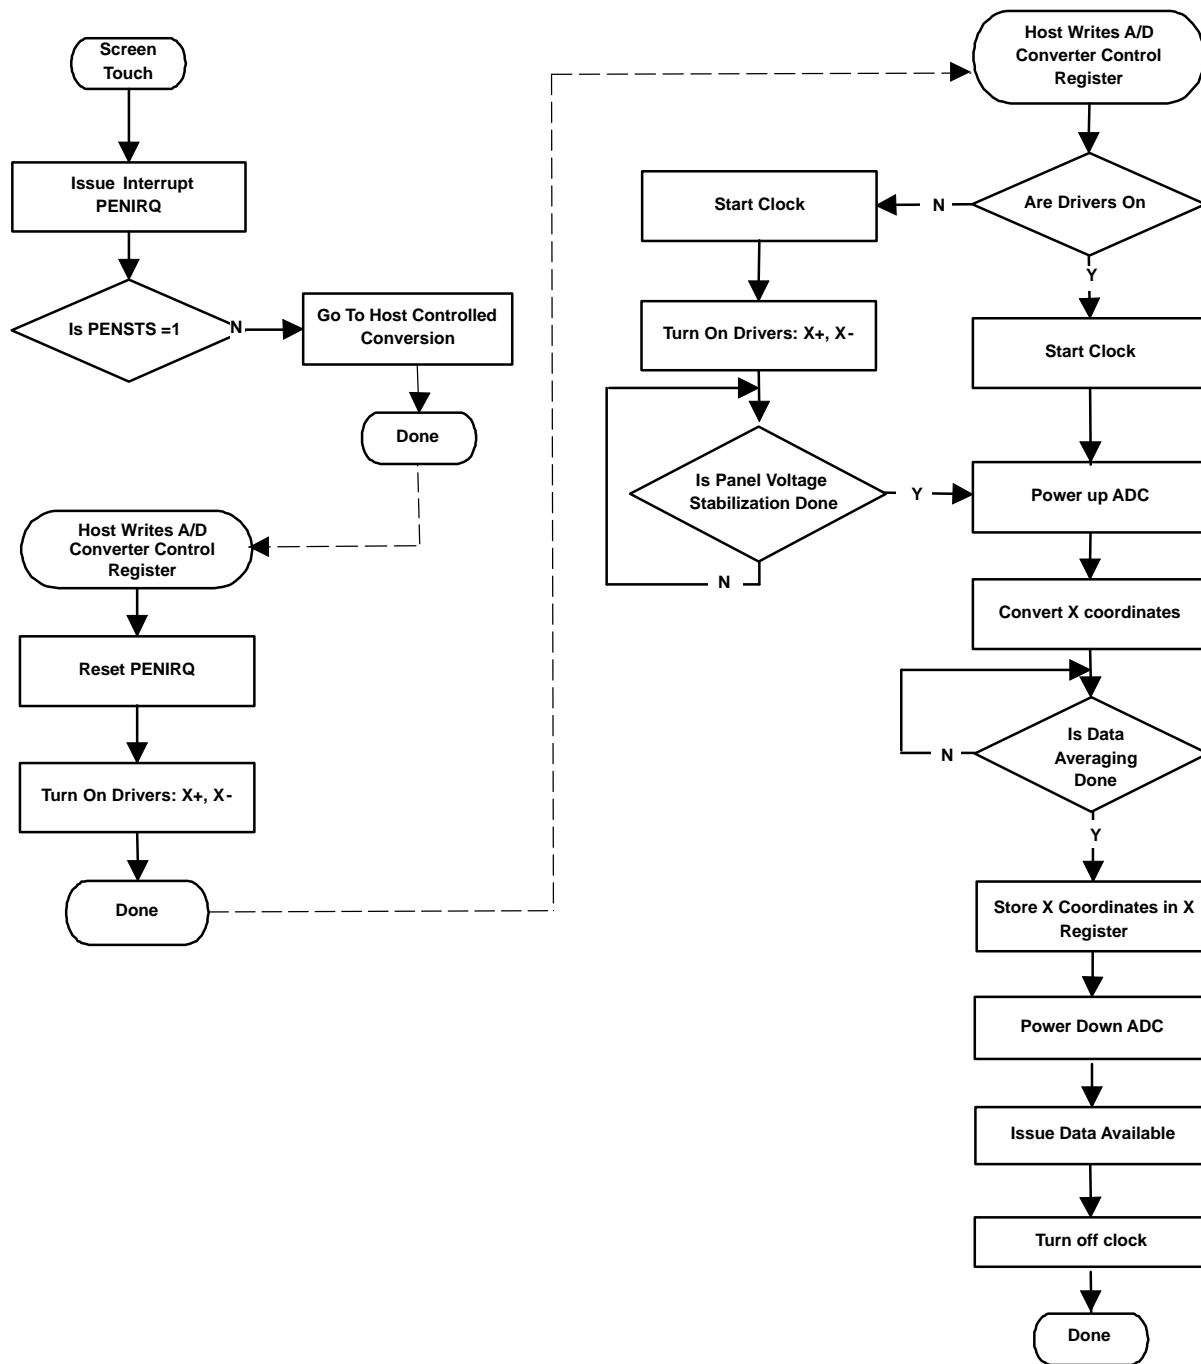 Screen
Touch
Issue Interrupt
PENIRQ
Is PENSTS =1
N
Go To Host Controlled
Conversion
Done
Host Writes A/D
Converter Control
Register
Reset PENIRQ
Turn On Drivers: X+, X-
Done
Host Writes A/D
Converter Control
Register
Are Drivers On
N
Y
Start Clock
Turn On Drivers: X+, X-
Is Panel Voltage
Stabilization Done
Y
N
Start Clock
Power up ADC
Convert X coordinates
Is Data
Averaging
Done
N
Y
Store X Coordinates in X
Register
Power Down ADC
Issue Data Available
Turn off clock
Done